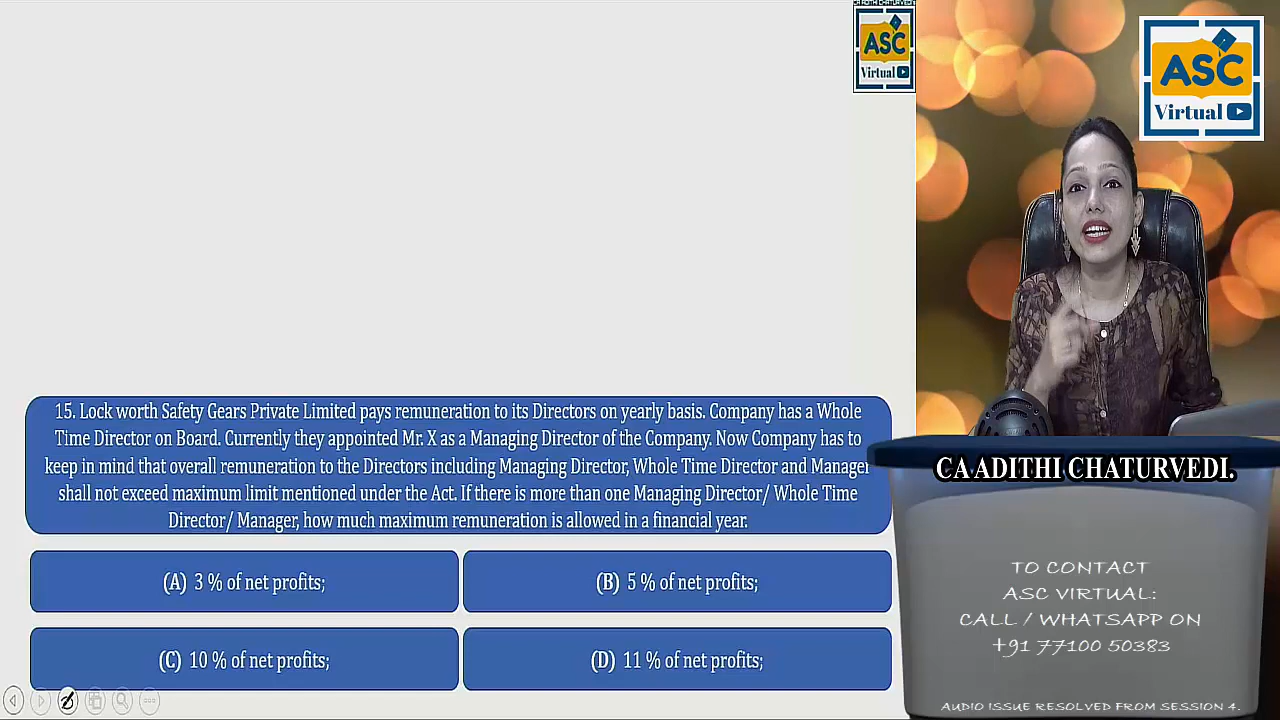 CA ADITHI CHATURVEDI
ASC
Virtual
ASC
Virtual
15. Lock worth Safety Gears Private Limited pays remuneration to its Directors on yearly basis. Company has a Whole
Time Director on Board. Currently they appointed Mr. X as a Managing Director of the Company. Now Company has to
keep in mind that overall remuneration to the Directors including Managing Director, Whole Time Director and Manager
shall not exceed maximum limit mentioned under the Act. If there is more than one Managing Director/ Whole Time
Director/ Manager, how much maximum remuneration is allowed in a financial year.
(A) 3 % of net profits;
(B) 5 % of net profits;
(C) 10 % of net profits;
(D) 11 % of net profits;
CA ADITHI CHATURVEDI.
TO CONTACT
ASC VIRTUAL:
CALL / WHATSAPP ON
+91 77100 50383
AUDIO ISSUE RESOLVED FROM SESSION 4.